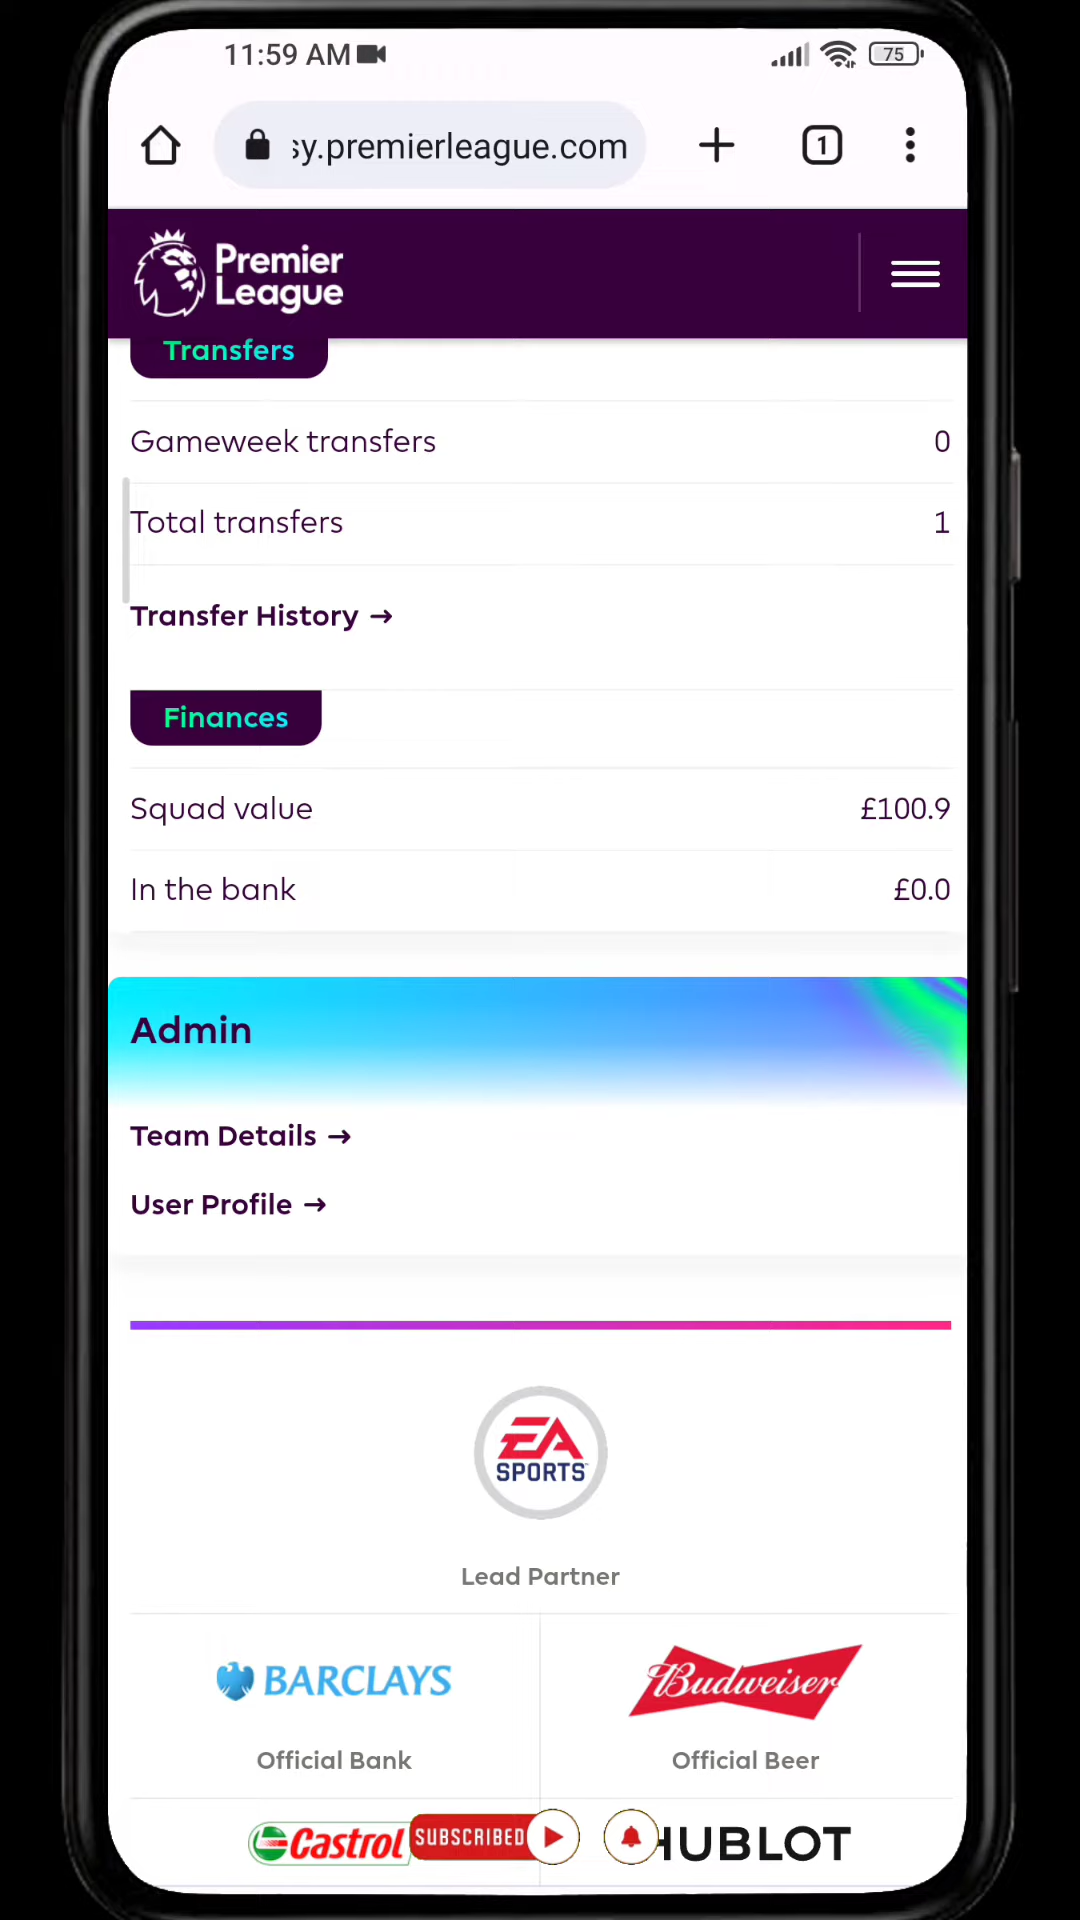 11:59 AM
75
sy.premierleague.com
1
Premier
League
Transfers
Gameweek transfers 0
Total transfers 1
Transfer History →
Finances
Squad value £100.9
In the bank £0.0
Admin
Team Details →
User Profile →
EA
SPORTS
Lead Partner
BARCLAYS
Budweiser
Official Bank
Official Beer
Castrol
SUBSCRIBED
HUBLOT